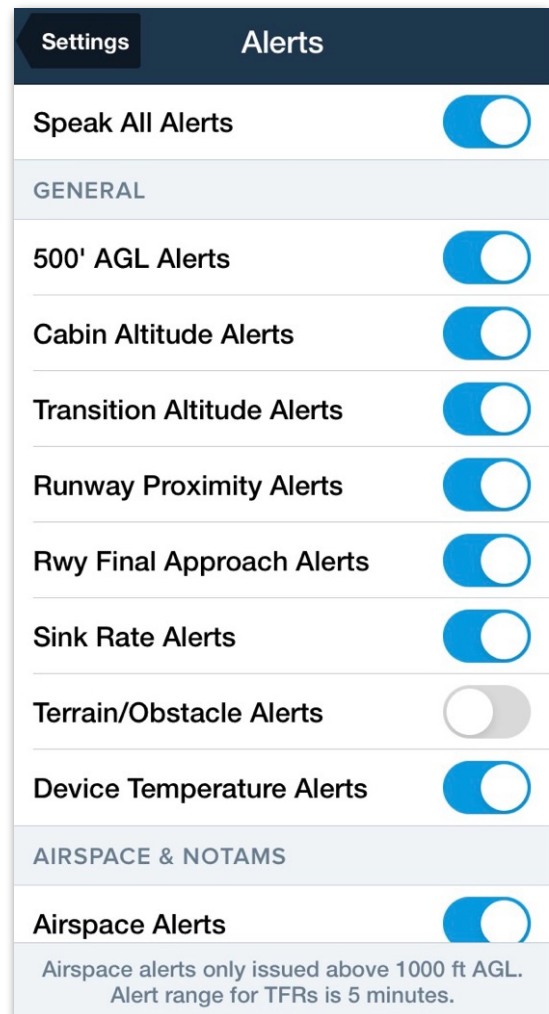 Settings
Alerts
Speak All Alerts
GENERAL
500' AGL Alerts
Cabin Altitude Alerts
Transition Altitude Alerts
Runway Proximity Alerts
Rwy Final Approach Alerts
Sink Rate Alerts
Terrain/Obstacle Alerts
Device Temperature Alerts
AIRSPACE & NOTAMS
Airspace Alerts
Airspace alerts only issued above 1000 ft AGL.
Alert range for TFRs is 5 minutes.